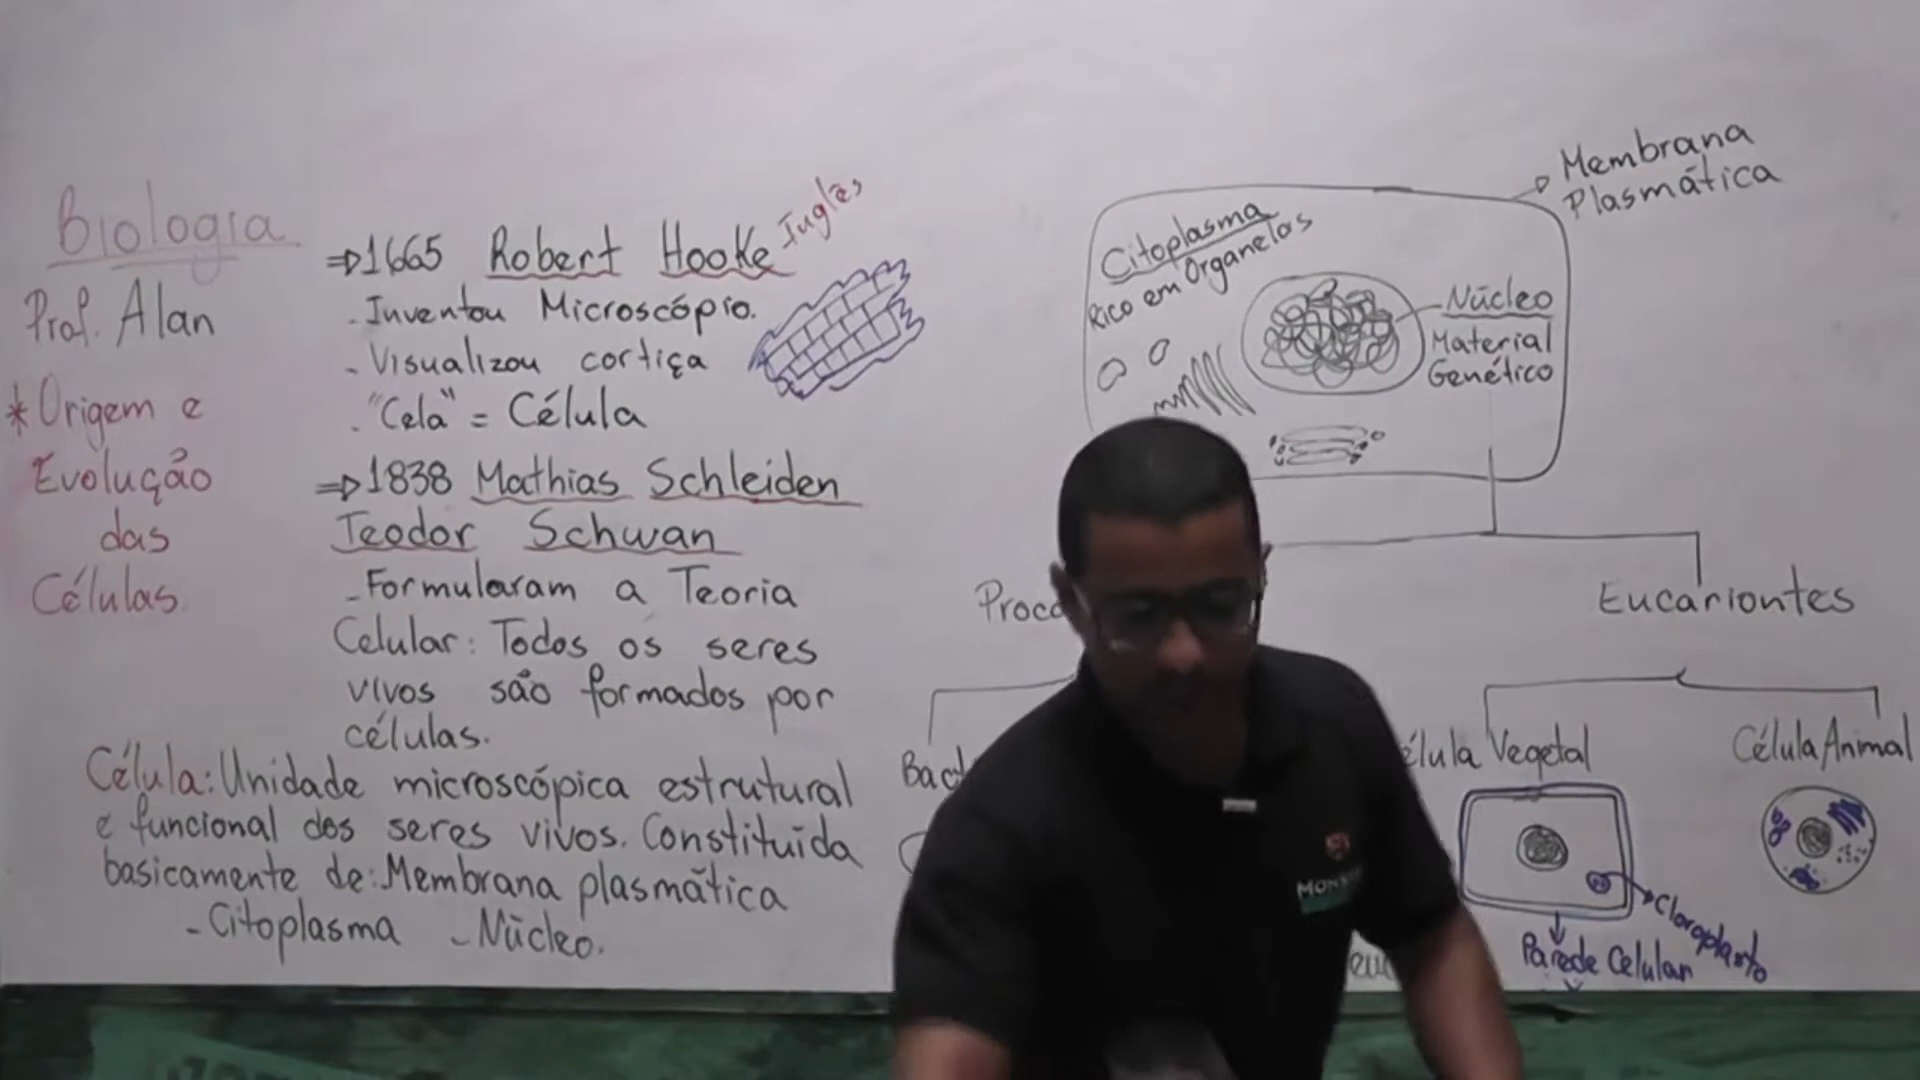 Biologia
Prof. Alan
* Origem e
Evolução
das
Células.
⇒1665 Robert Hooke Inglês
- Inventou Microscópio.
- Visualizou cortiça
- "Cela" = Célula
⇒1838 Mathias Schleiden
Teodor Schwan
- Formularam a Teoria
Celular: Todos os seres
vivos são formados por
células.
Célula: Unidade microscópica estrutural
e funcional dos seres vivos. Constituída
basicamente de: Membrana plasmática
- Citoplasma - Núcleo.
Membrana
Plasmática
Citoplasma
Rico em Organelas
Núcleo
Material
Genético
Eucariontes
Célula Vegetal
Célula Animal
Cloroplasto
Parede Celular